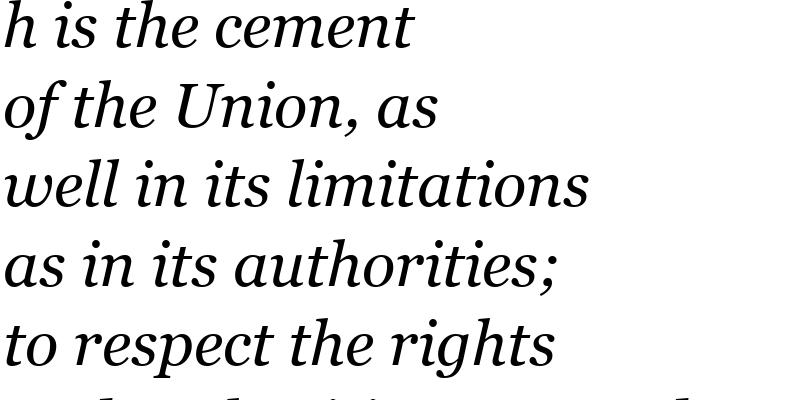 h is the cement
of the Union, as
well in its limitations
as in its authorities;
to respect the rights